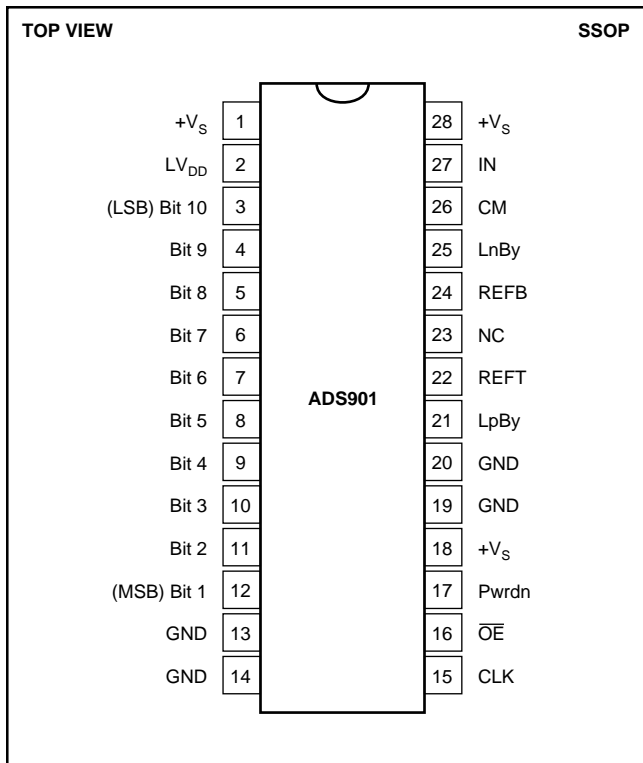 TOP VIEW SSOP
+VS 1 28 +VS
LVDD 2 27 IN
(LSB) Bit 10 3 26 CM
Bit 9 4 25 LnBy
Bit 8 5 24 REFB
Bit 7 6 23 NC
Bit 6 7 22 REFT
ADS901
Bit 5 8 21 LpBy
Bit 4 9 20 GND
Bit 3 10 19 GND
Bit 2 11 18 +VS
(MSB) Bit 1 12 17 Pwrdn
GND 13 16 O̅E̅
GND 14 15 CLK